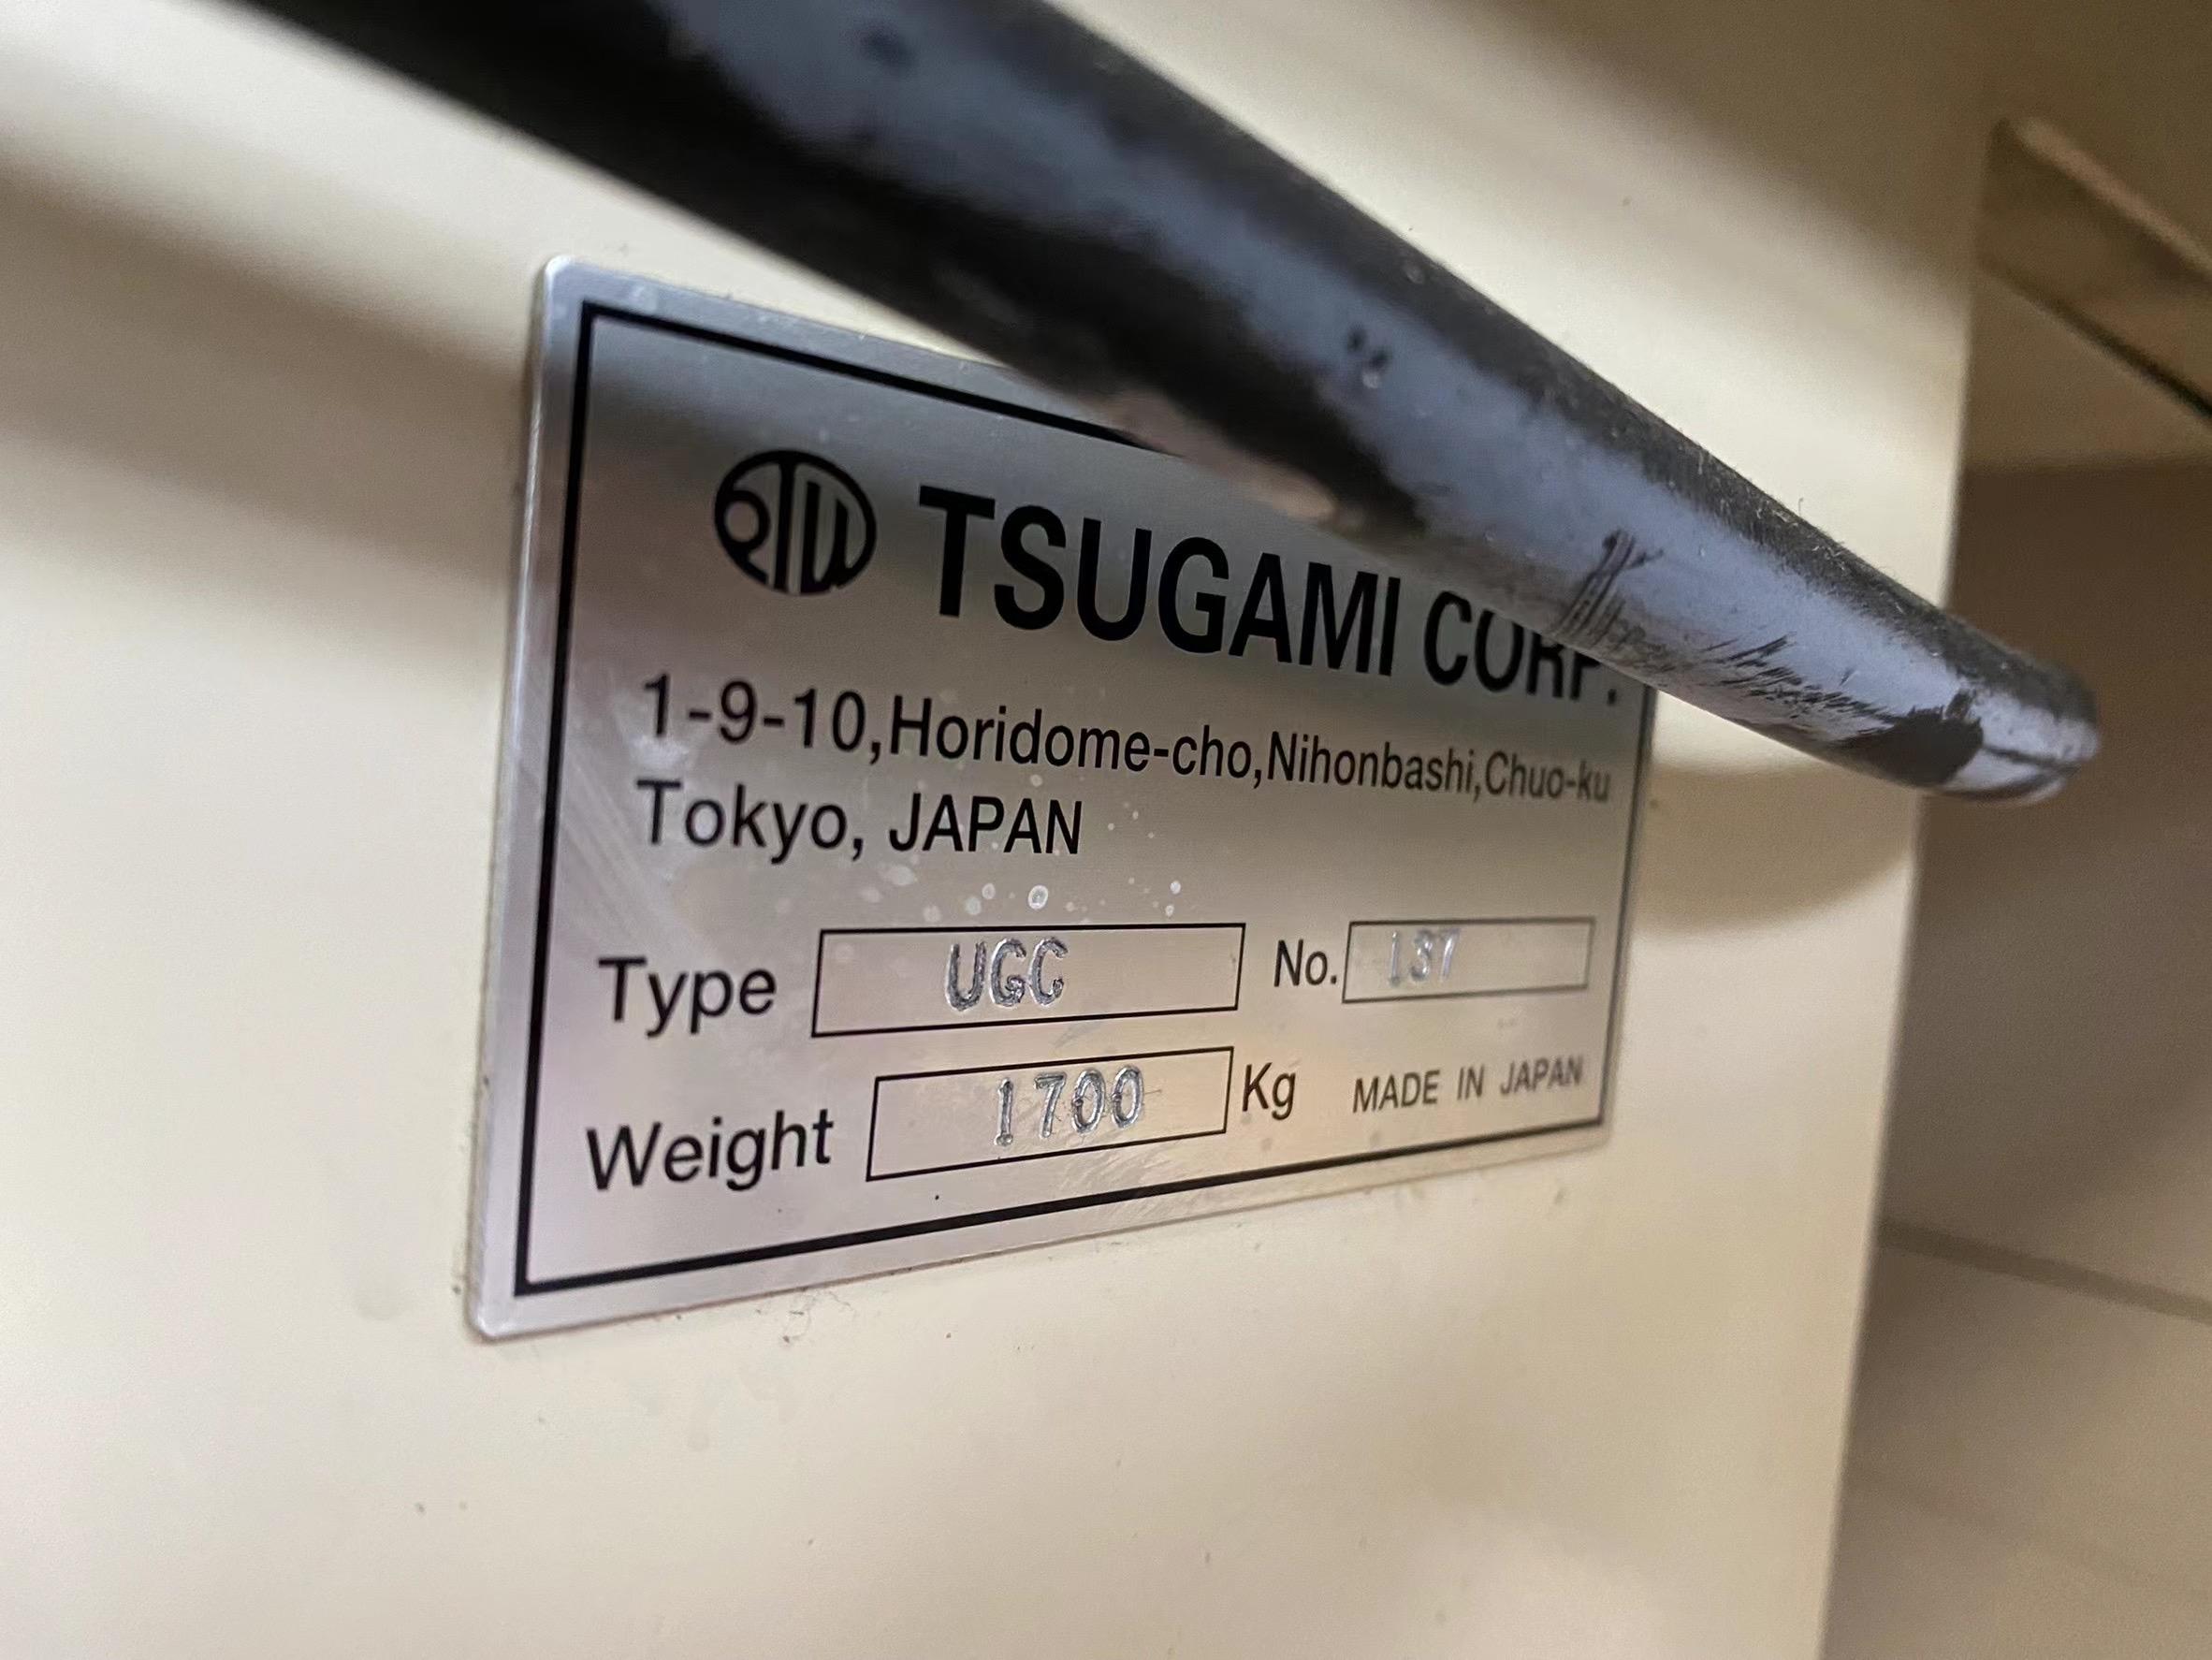 TSUGAMI CORP.
1-9-10,Horidome-cho,Nihonbashi,Chuo-ku
Tokyo, JAPAN
Type UGC No. 137
Weight 1700 Kg MADE IN JAPAN